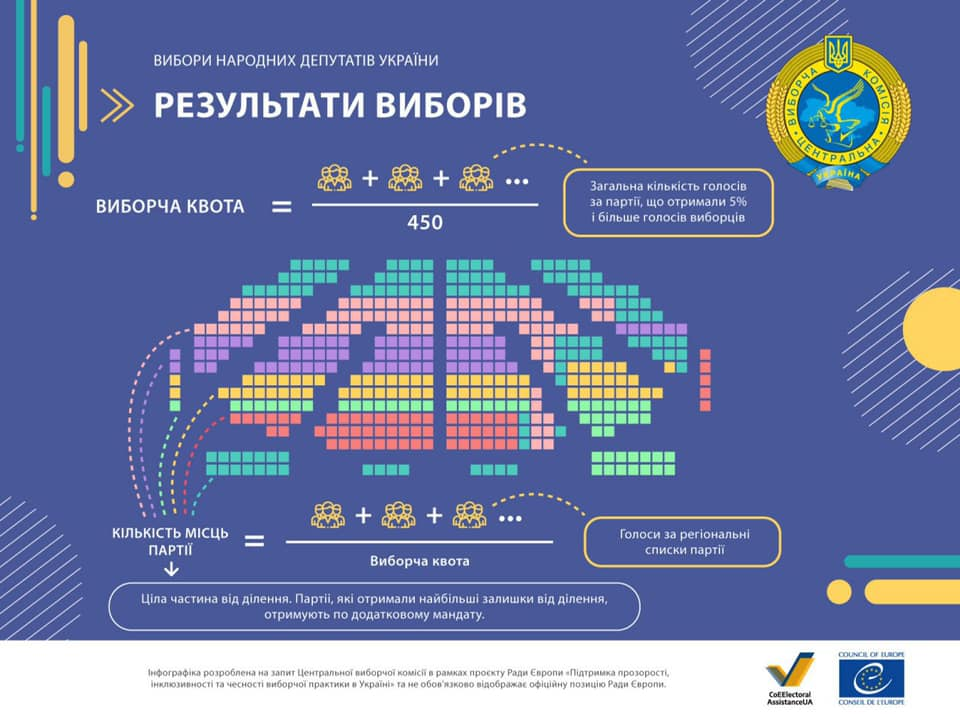 ВИБОРИ НАРОДНИХ ДЕПУТАТІВ УКРАЇНИ
РЕЗУЛЬТАТИ ВИБОРІВ
ВИБОРЧА КОМІСІЯ
ЦЕНТРАЛЬНА
УКРАЇНА
ВИБОРЧА КВОТА
=
+ + ...
450
Загальна кількість голосів
за партії, що отримали 5%
і більше голосів виборців
КІЛЬКІСТЬ МІСЦЬ
ПАРТІЇ
=
+ + ...
Виборча квота
Голоси за регіональні
списки партії
Ціла частина від ділення. Партії, які отримали найбільші залишки від ділення,
отримують по додатковому мандату.
Інфографіка розроблена на запит Центральної виборчої комісії в рамках проєкту Ради Європи «Підтримка прозорості,
інклюзивності та чесності виборчої практики в Україні» та не обов'язково відображає офіційну позицію Ради Європи.
CoEElectoral
AssistanceUA
COUNCIL OF EUROPE
CONSEIL DE L'EUROPE